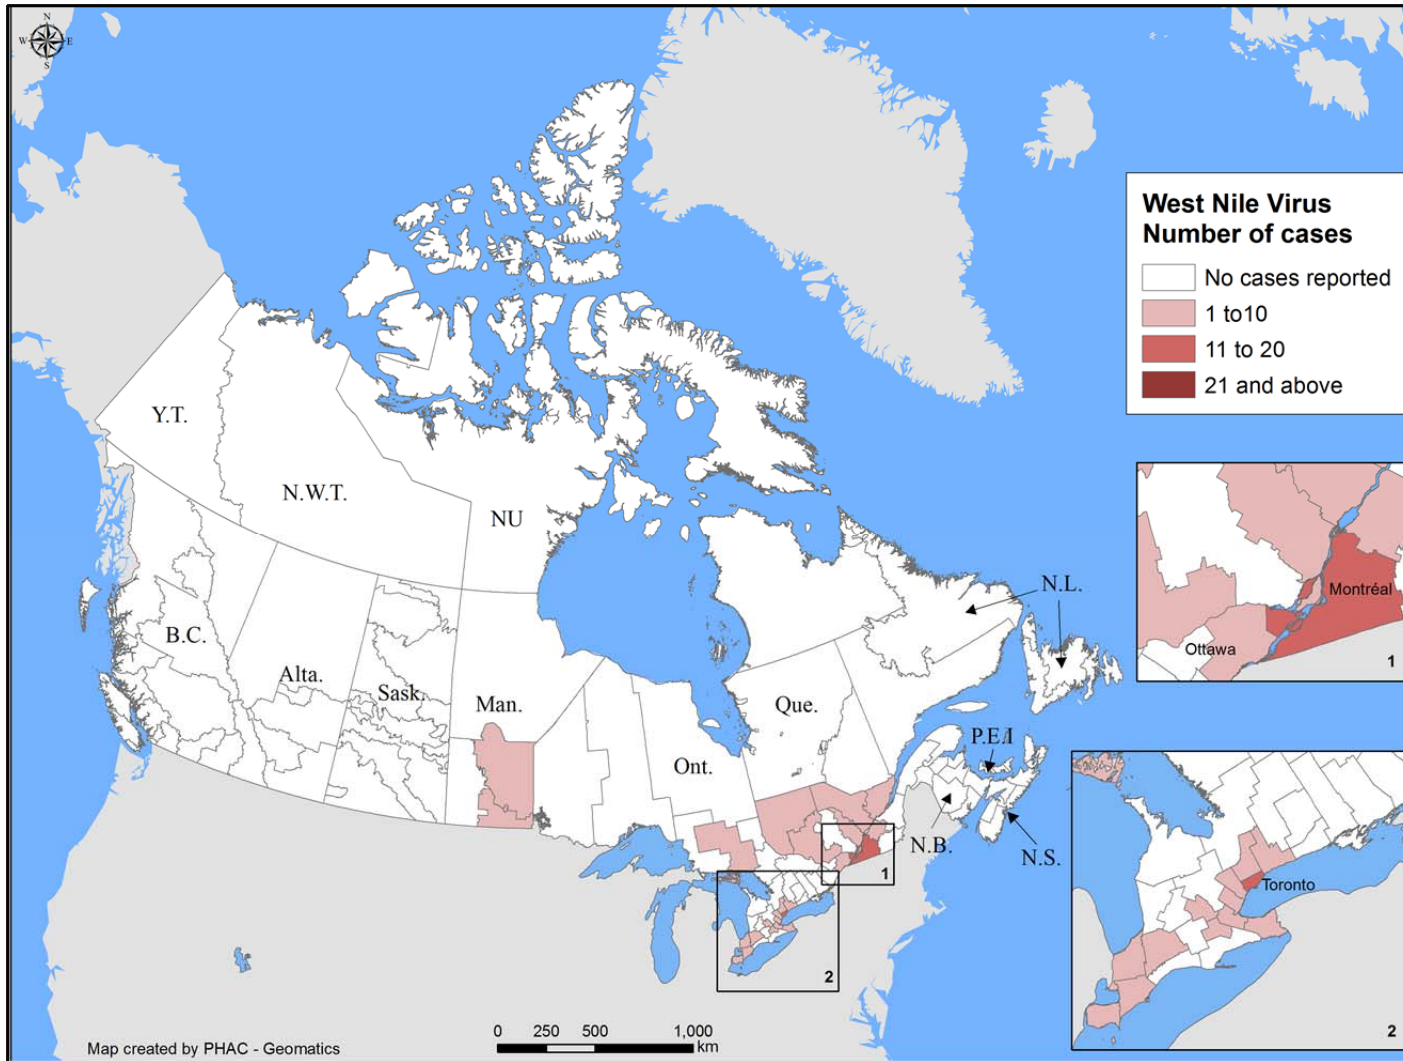 N
W E
S
West Nile Virus
Number of cases
No cases reported
1 to10
11 to 20
21 and above
Y.T.
N.W.T.
NU
B.C.
Alta.
Sask.
Man.
Ont.
Que.
N.L.
P.E.I
N.B.
N.S.
1
2
Montréal
Ottawa
1
Toronto
2
0 250 500 1,000
km
Map created by PHAC - Geomatics